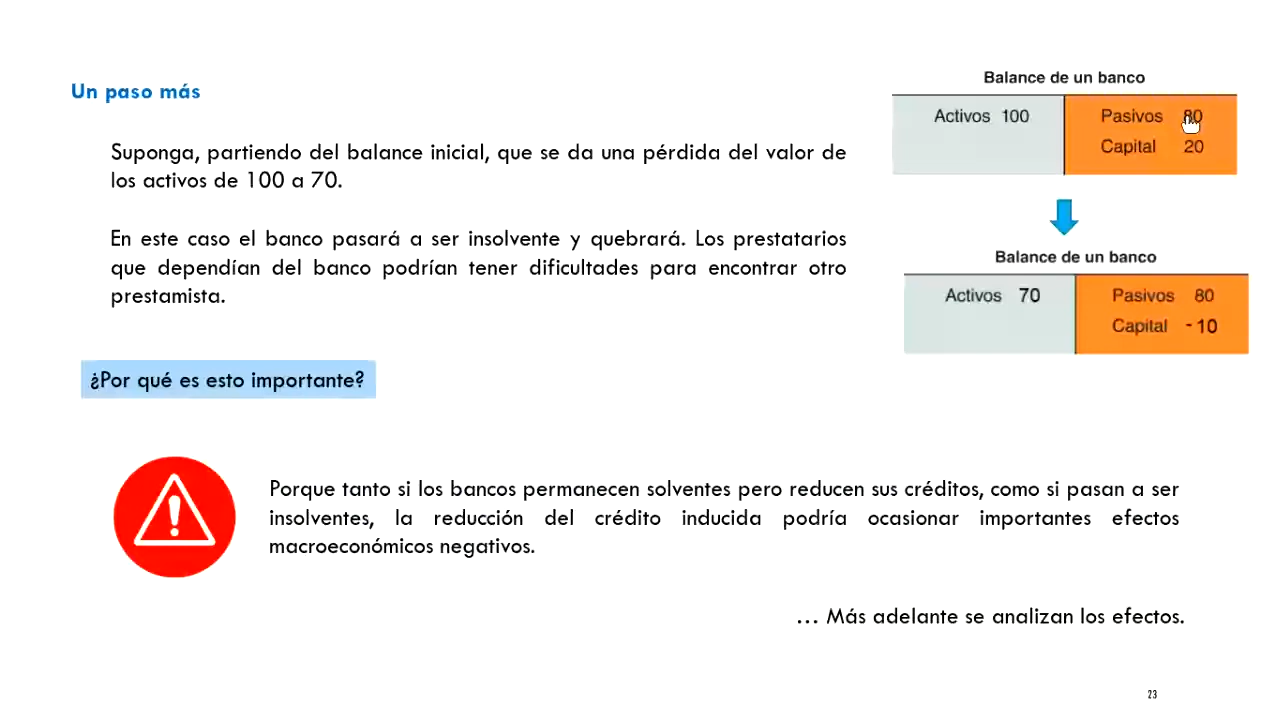 Un paso más
Suponga, partiendo del balance inicial, que se da una pérdida del valor de
los activos de 100 a 70.
En este caso el banco pasará a ser insolvente y quebrará. Los prestatarios
que dependían del banco podrían tener dificultades para encontrar otro
prestamista.
Balance de un banco
Activos 100
Pasivos 80
Capital 20
Balance de un banco
Activos 70
Pasivos 80
Capital -10
¿Por qué es esto importante?
Porque tanto si los bancos permanecen solventes pero reducen sus créditos, como si pasan a ser
insolventes, la reducción del crédito inducida podría ocasionar importantes efectos
macroeconómicos negativos.
… Más adelante se analizan los efectos.
23